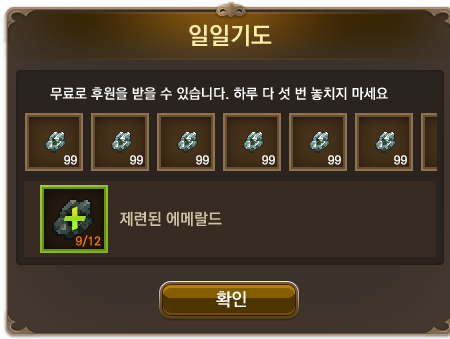 일일기도
무료로 후원을 받을 수 있습니다. 하루 다 섯 번 놓치지 마세요
99 99 99 99 99 99
9/12
제련된 에메랄드
확인